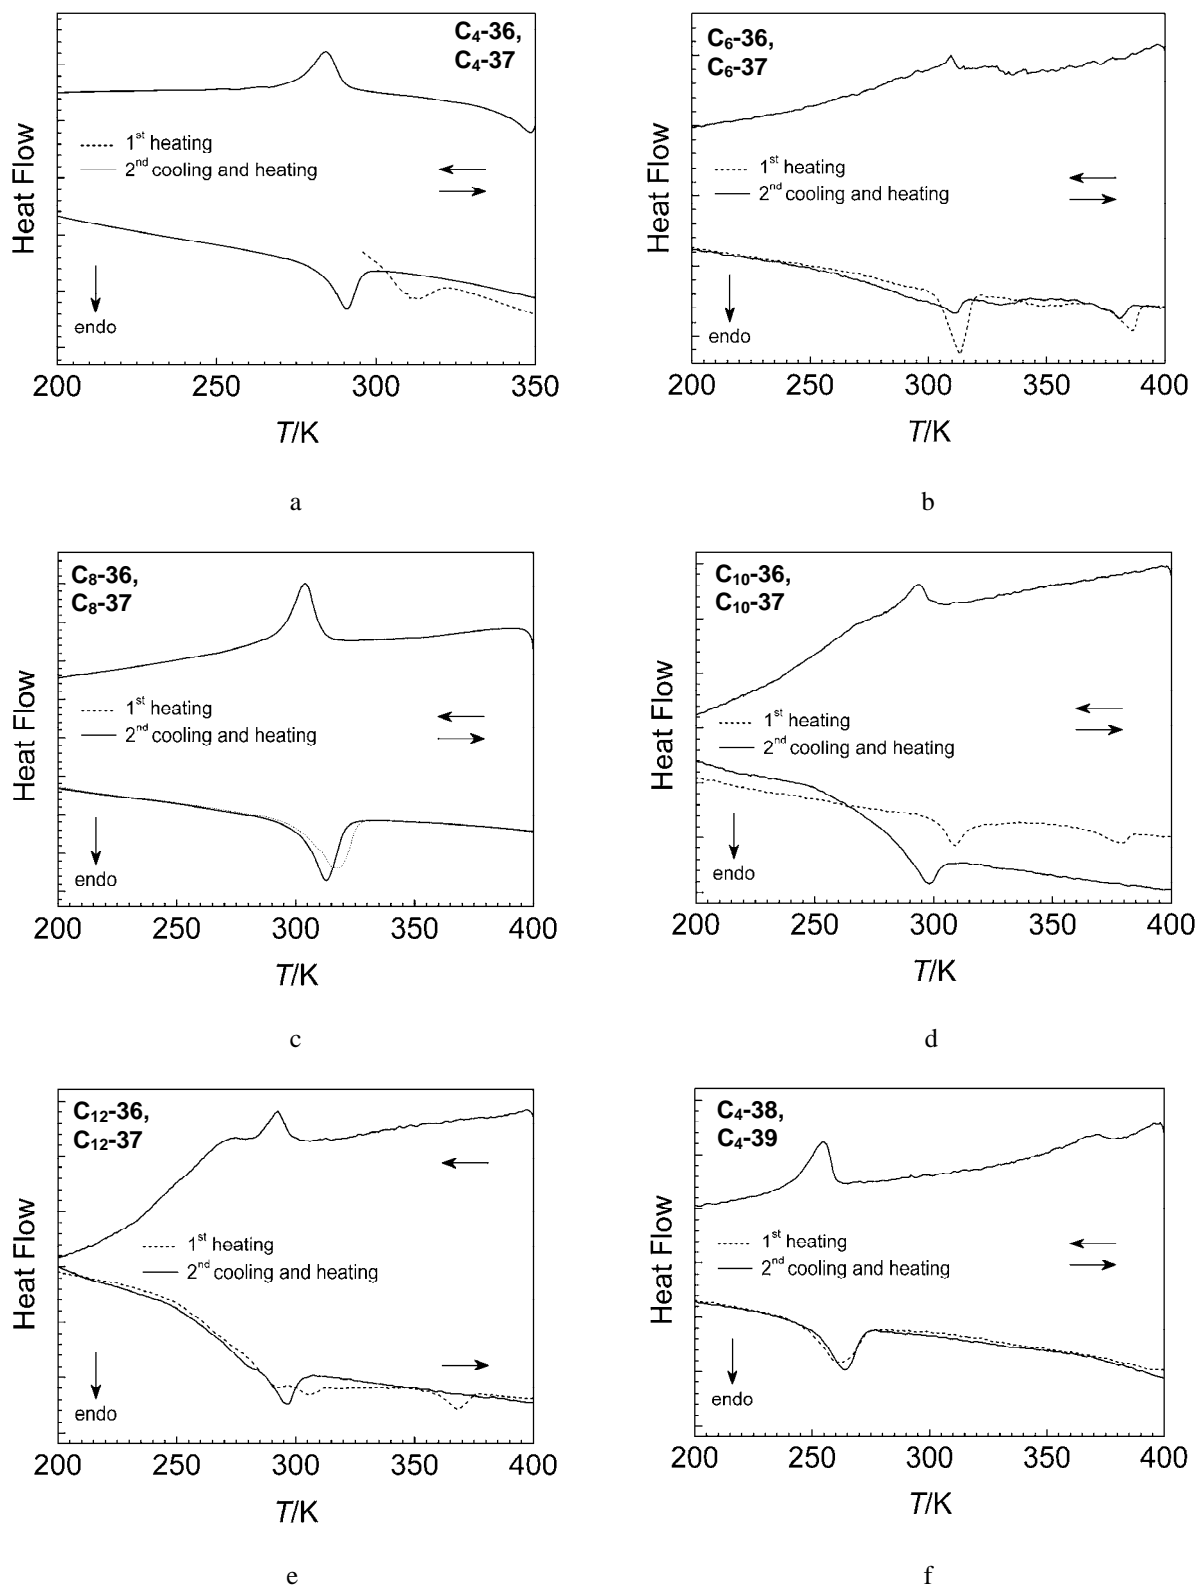 C₄-36,
C₄-37
Heat Flow
1ˢᵗ heating
2ⁿᵈ cooling and heating
endo
200 250 300 350
T/K
a
C₆-36,
C₆-37
Heat Flow
1ˢᵗ heating
2ⁿᵈ cooling and heating
endo
200 250 300 350 400
T/K
b
C₈-36,
C₈-37
Heat Flow
1ˢᵗ heating
2ⁿᵈ cooling and heating
endo
200 250 300 350 400
T/K
c
C₁₀-36,
C₁₀-37
Heat Flow
1ˢᵗ heating
2ⁿᵈ cooling and heating
endo
200 250 300 350 400
T/K
d
C₁₂-36,
C₁₂-37
Heat Flow
1ˢᵗ heating
2ⁿᵈ cooling and heating
endo
200 250 300 350 400
T/K
e
C₄-38,
C₄-39
Heat Flow
1ˢᵗ heating
2ⁿᵈ cooling and heating
endo
200 250 300 350 400
T/K
f